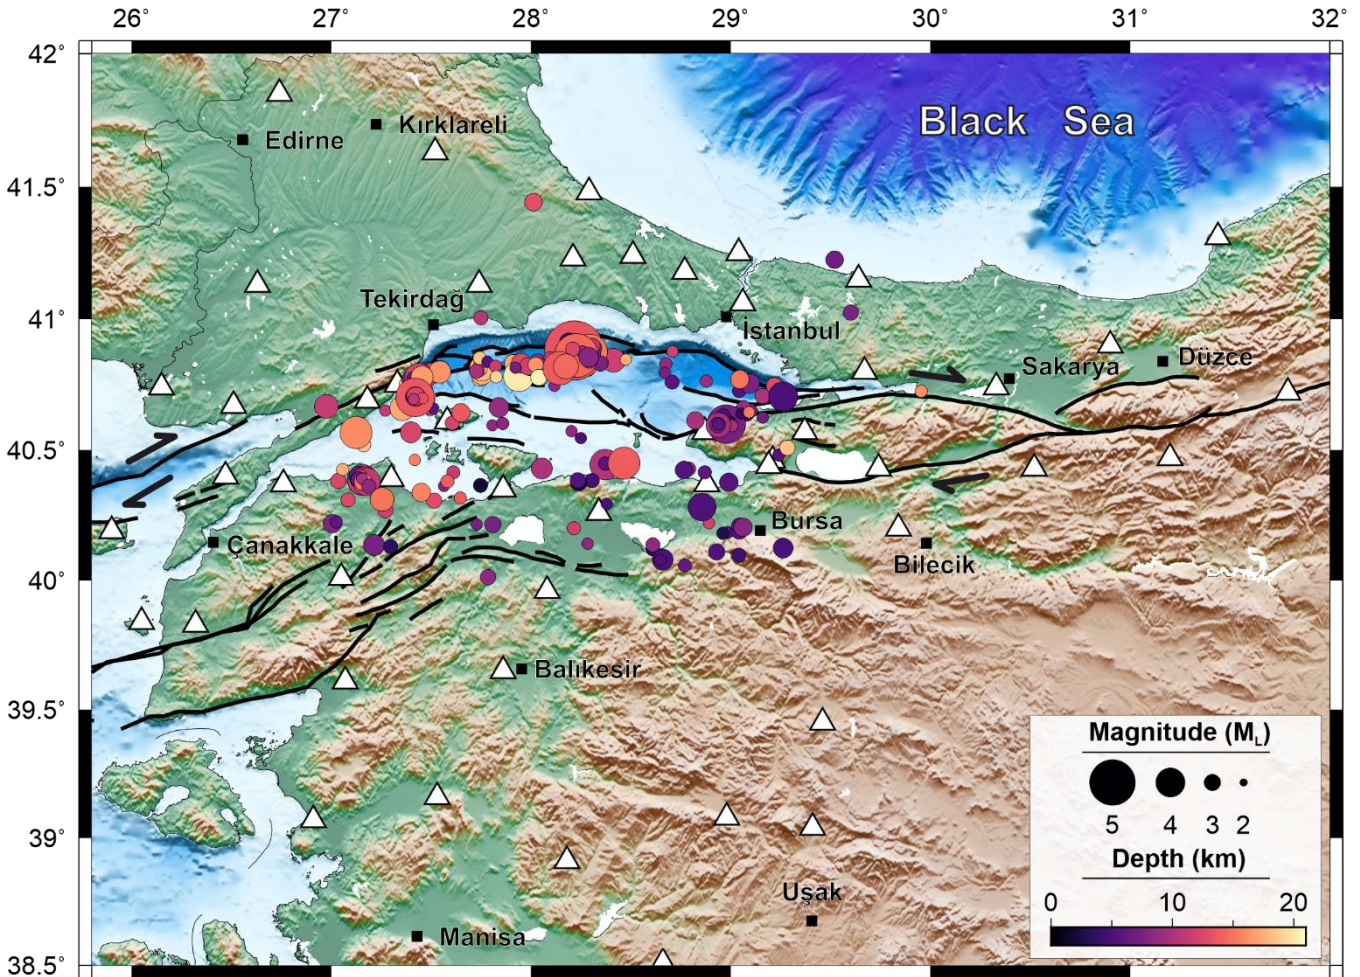 26° 27° 28° 29° 30° 31° 32°
42°
Black Sea
Kırklareli
Edirne
41.5°
Tekirdağ
41°
İstanbul
Düzce
Sakarya
40.5°
Bursa
Çanakkale
Bilecik
40°
Balıkesir
39.5°
Magnitude (ML)
5 4 3 2
39°
Depth (km)
Uşak
0 10 20
Manisa
38.5°